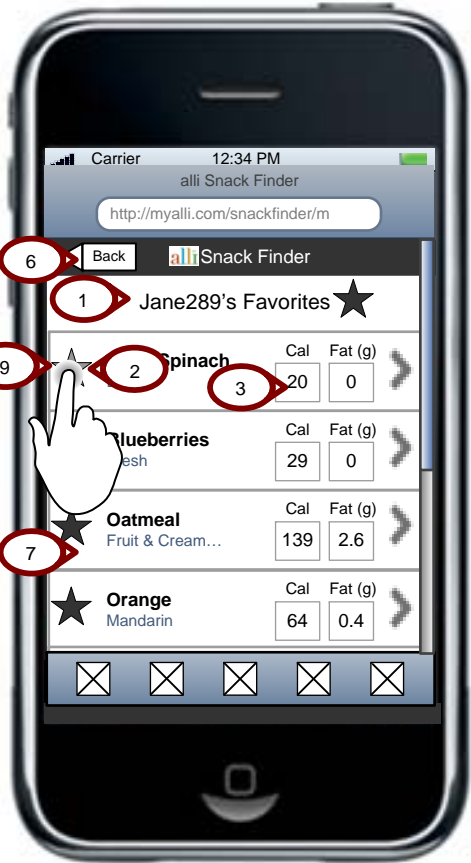 Carrier 12:34 PM
alli Snack Finder
http://myalli.com/snackfinder/m
6 Back alli Snack Finder
1 Jane289's Favorites
9 2 Spinach Cal Fat (g)
3 20 0
Blueberries Cal Fat (g)
esh 29 0
Oatmeal Cal Fat (g)
7 Fruit & Cream… 139 2.6
Orange Cal Fat (g)
Mandarin 64 0.4